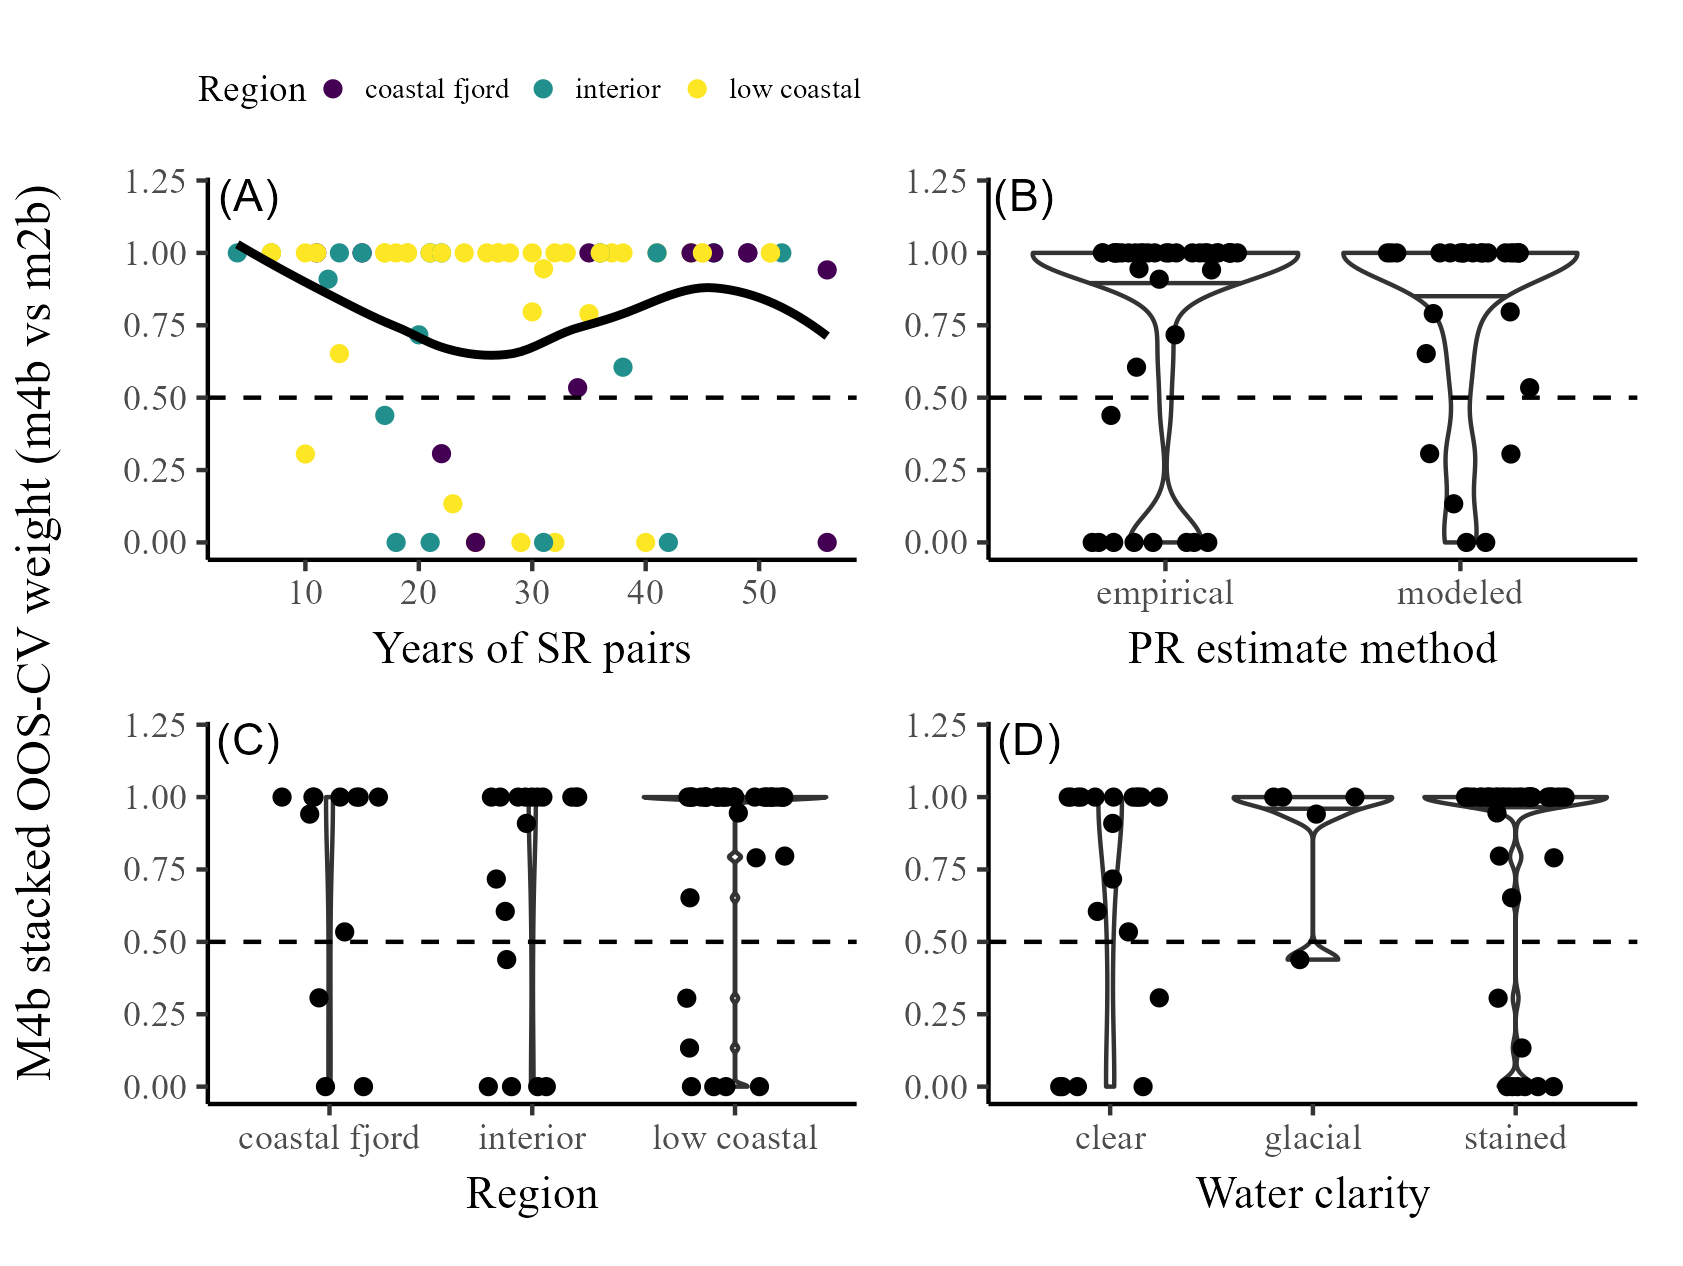 Region coastal fjord interior low coastal
M4b stacked OOS-CV weight (m4b vs m2b)
(A)
1.25
1.00
0.75
0.50
0.25
0.00
10 20 30 40 50
Years of SR pairs
(B)
1.25
1.00
0.75
0.50
0.25
0.00
empirical modeled
PR estimate method
(C)
1.25
1.00
0.75
0.50
0.25
0.00
coastal fjord interior low coastal
Region
(D)
1.25
1.00
0.75
0.50
0.25
0.00
clear glacial stained
Water clarity